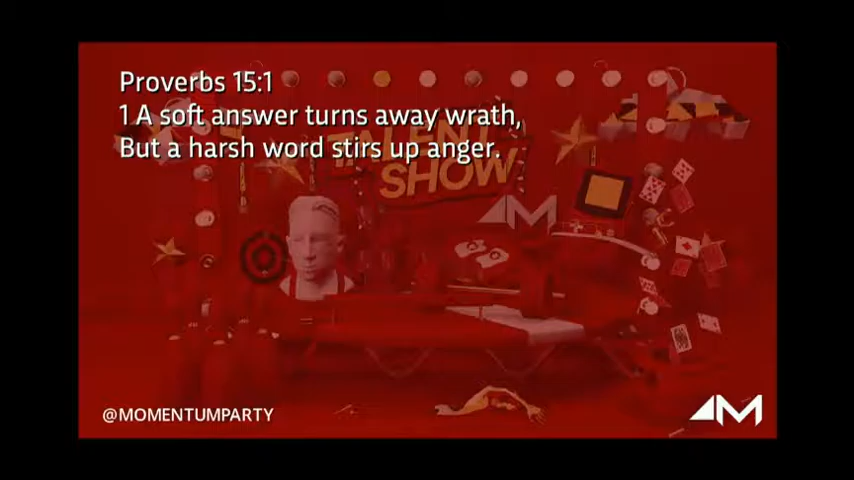 Proverbs 15:1
1 A soft answer turns away wrath,
But a harsh word stirs up anger.
TALENT
SHOW
@MOMENTUMPARTY